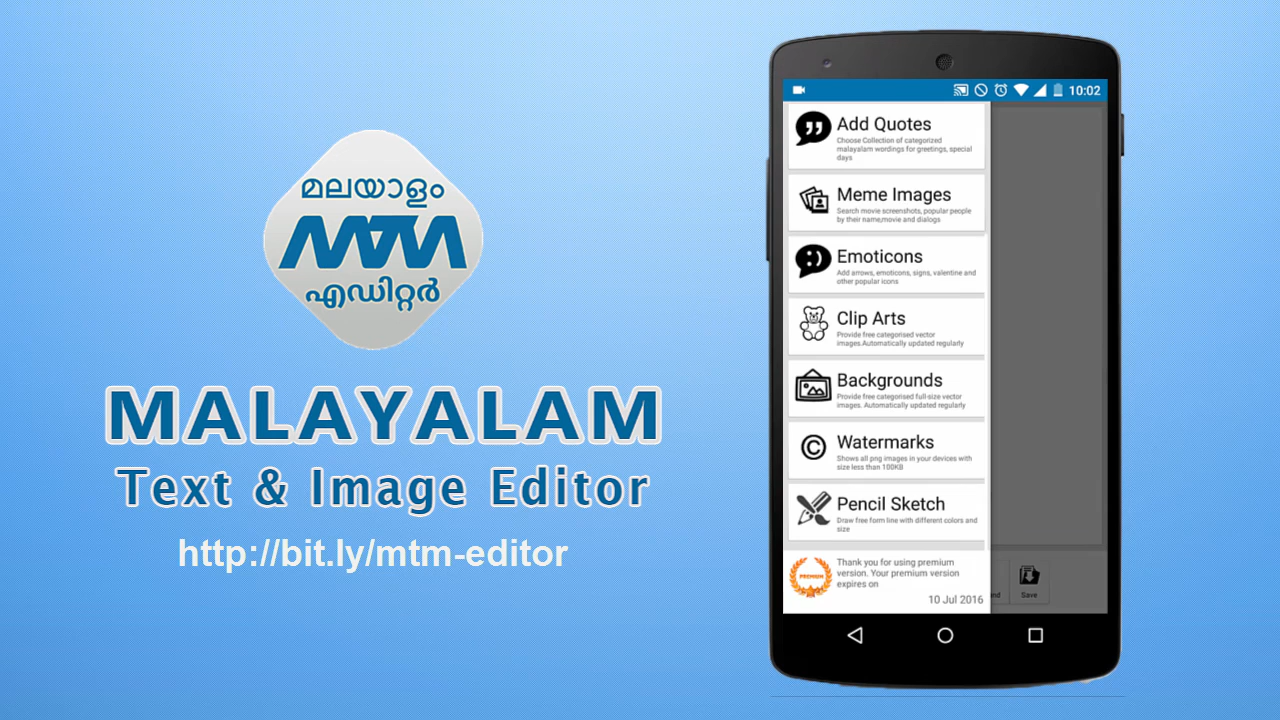 മലയാളം
MTM
എഡിറ്റർ
MALAYALAM
Text & Image Editor
http://bit.ly/mtm-editor
10:02
Add Quotes
Choose Collection of categorized
malayalam wordings for greetings, special
days
Meme Images
Search movie screenshots, popular people
by their name,movie and dialogs
Emoticons
Add arrows, emoticons, signs, valentine and
other popular icons
Clip Arts
Provide free categorised vector
images.Automatically updated regularly
Backgrounds
Provide free categorised full-size vector
images. Automatically updated regularly
Watermarks
Shows all png images in your devices with
size less than 100KB
Pencil Sketch
Draw free form line with different colors and
size
PREMIUM
Thank you for using premium
version. Your premium version
expires on
10 Jul 2016
Save